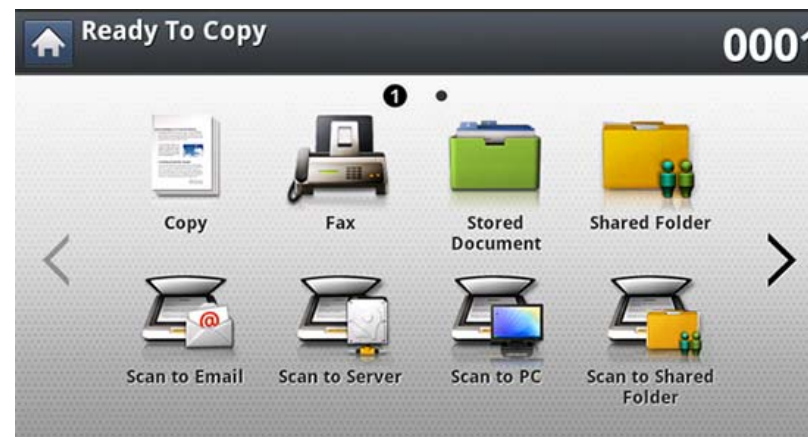 Ready To Copy
0001
1
Copy
Fax
Stored
Document
Shared Folder
@
Scan to Email
Scan to Server
Scan to PC
Scan to Shared
Folder